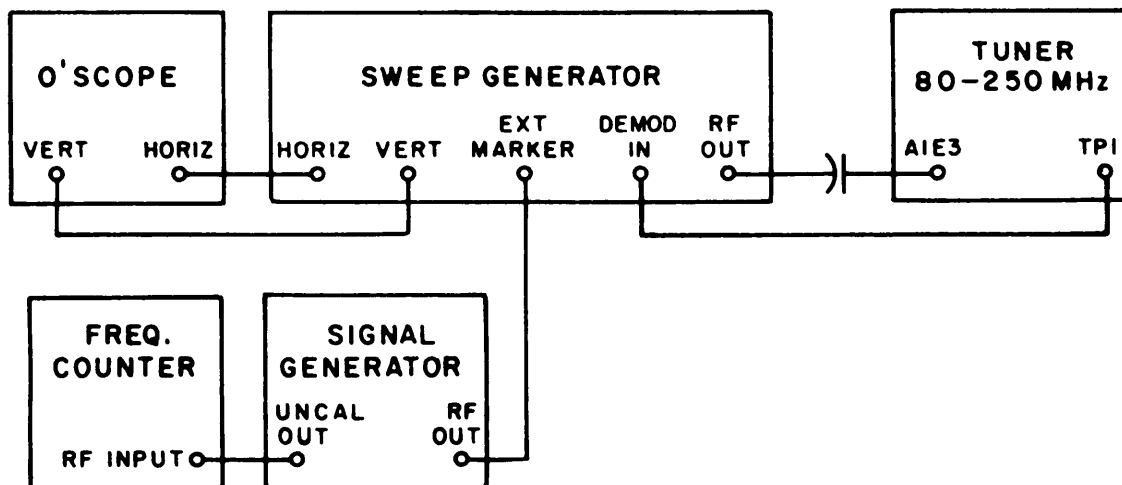 O'SCOPE
VERT HORIZ
SWEEP GENERATOR
HORIZ VERT
EXT
MARKER
DEMOD
IN
RF
OUT
TUNER
80-250 MHz
A1E3 TP1
FREQ.
COUNTER
RF INPUT
SIGNAL
GENERATOR
UNCAL
OUT
RF
OUT